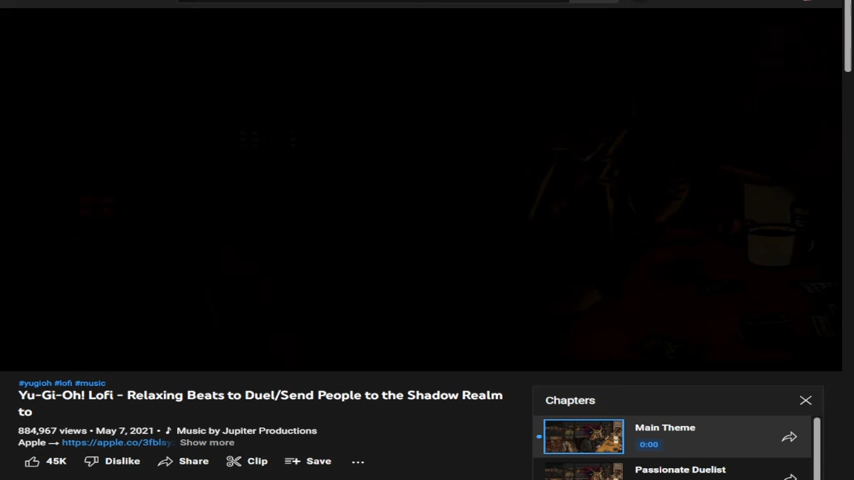 #yugioh #lofi #music
Yu-Gi-Oh! Lofi - Relaxing Beats to Duel/Send People to the Shadow Realm
to
884,967 views • May 7, 2021 • Music by Jupiter Productions
Apple → https://apple.co/3fblsy Show more
45K Dislike Share Clip Save ...
Chapters
Main Theme
0:00
Passionate Duelist